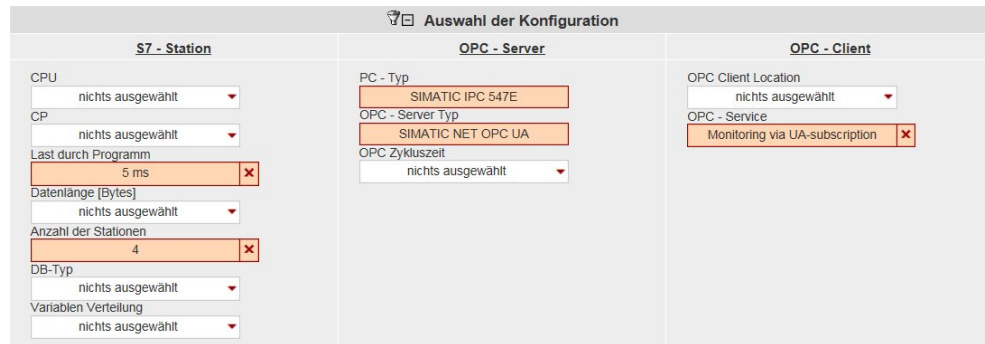 Auswahl der Konfiguration
S7 - Station
CPU
nichts ausgewählt
CP
nichts ausgewählt
Last durch Programm
5 ms
Datenlänge [Bytes]
nichts ausgewählt
Anzahl der Stationen
4
DB-Typ
nichts ausgewählt
Variablen Verteilung
nichts ausgewählt
OPC - Server
PC - Typ
SIMATIC IPC 547E
OPC - Server Typ
SIMATIC NET OPC UA
OPC Zykluszeit
nichts ausgewählt
OPC - Client
OPC Client Location
nichts ausgewählt
OPC - Service
Monitoring via UA-subscription